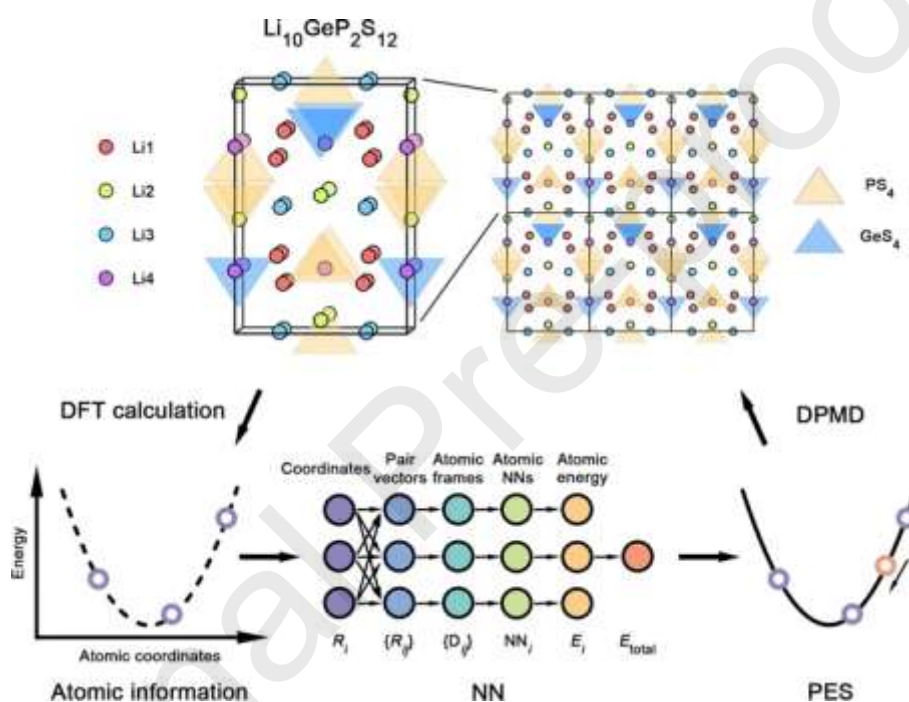 Li10GeP2S12
Li1
Li2
Li3
Li4
PS4
GeS4
DFT calculation
DPMD
Coordinates
Pair vectors
Atomic frames
Atomic NNs
Atomic energy
Energy
Atomic coordinates
Ri
{Rij}
{Dij}
NNi
Ei
Etotal
Atomic information
NN
PES